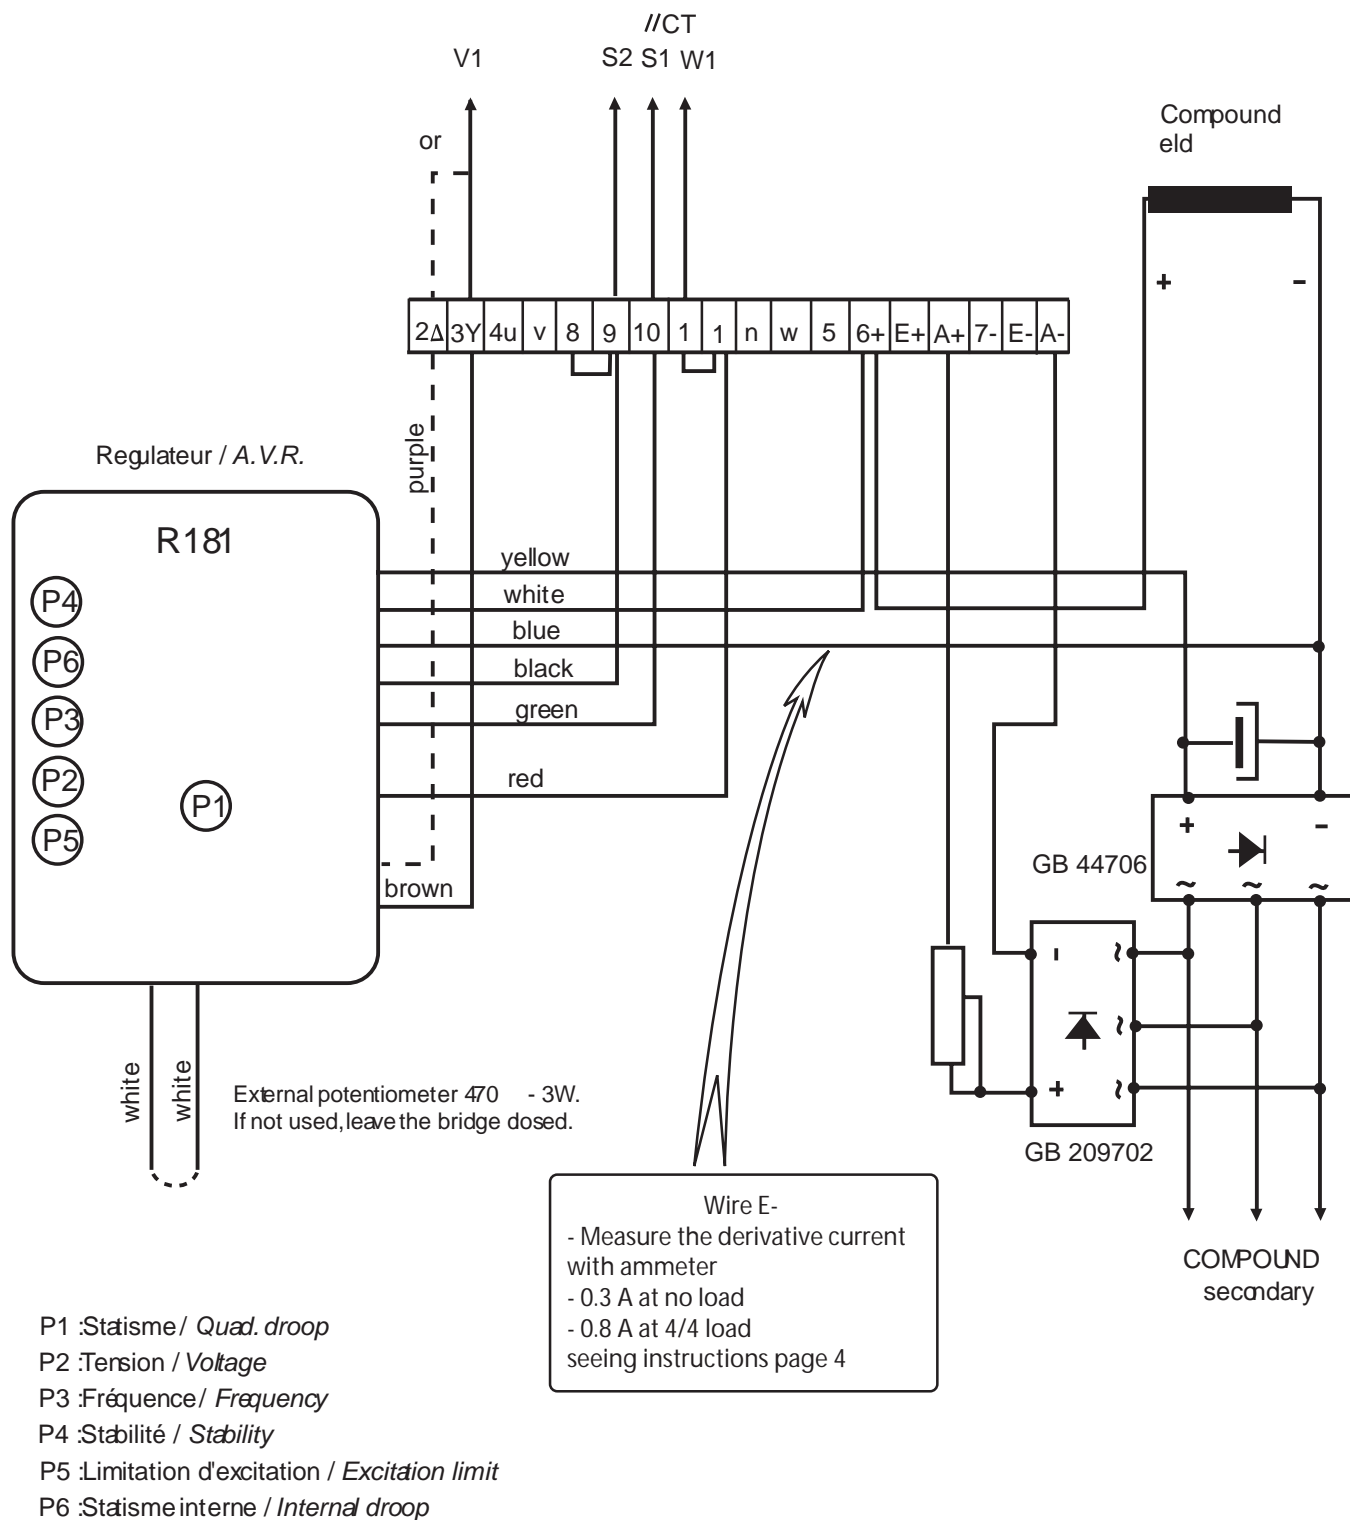 //CT
V1 S2 S1 W1
Compound
eld
or
+ -
2Δ 3Y 4u v 8 9 10 1 1 n w 5 6+ E+ A+ 7- E- A-
purple
Regulateur / A.V.R.
R181
yellow
white
blue
black
green
red
brown
P4
P6
P3
P2
P5
P1
+ -
~ ~ ~
GB 44706
- ~
~
+ ~
GB 209702
white
white
External potentiometer 470 - 3W.
If not used, leave the bridge dosed.
Wire E-
- Measure the derivative current
with ammeter
- 0.3 A at no load
- 0.8 A at 4/4 load
seeing instructions page 4
COMPOUND
secondary
P1 :Statisme / Quad. droop
P2 :Tension / Voltage
P3 :Fréquence / Frequency
P4 :Stabilité / Stability
P5 :Limitation d'excitation / Excitation limit
P6 :Statisme interne / Internal droop